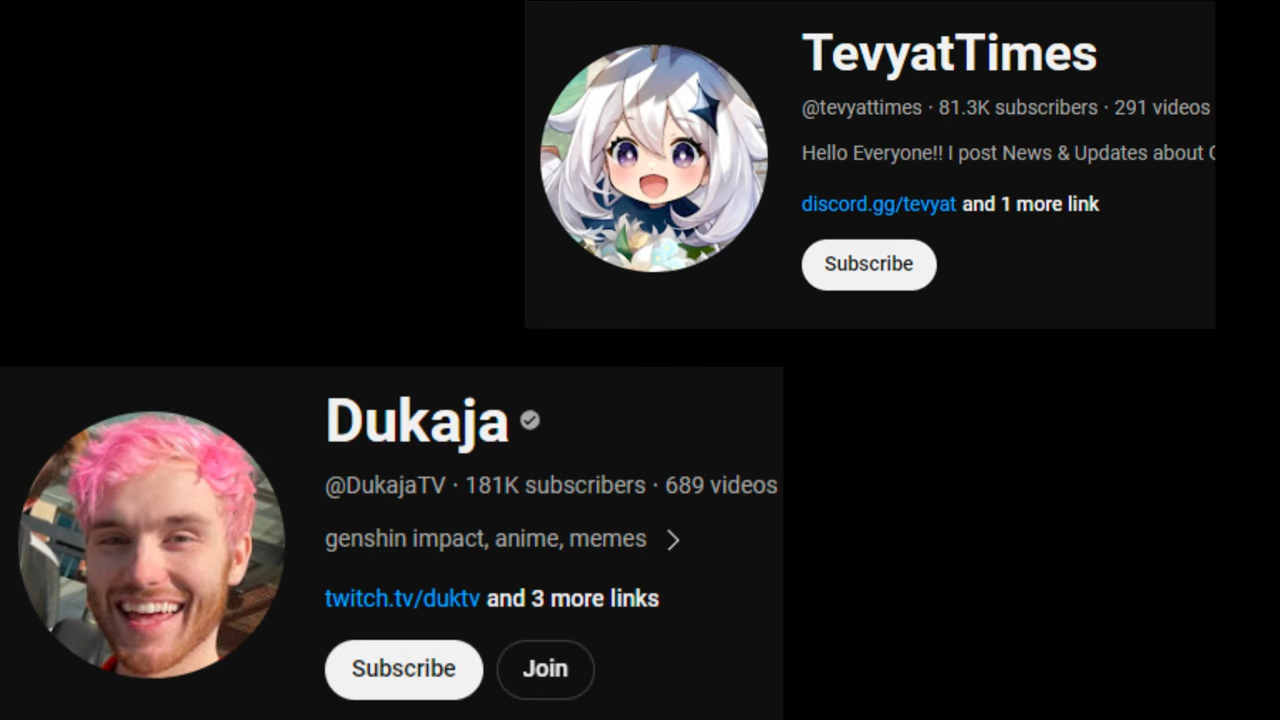 TevyatTimes
@tevyattimes · 81.3K subscribers · 291 videos
Hello Everyone!! I post News & Updates about
discord.gg/tevyat and 1 more link
Subscribe
Dukaja
@DukajaTV · 181K subscribers · 689 videos
genshin impact, anime, memes
twitch.tv/duktv and 3 more links
Subscribe Join